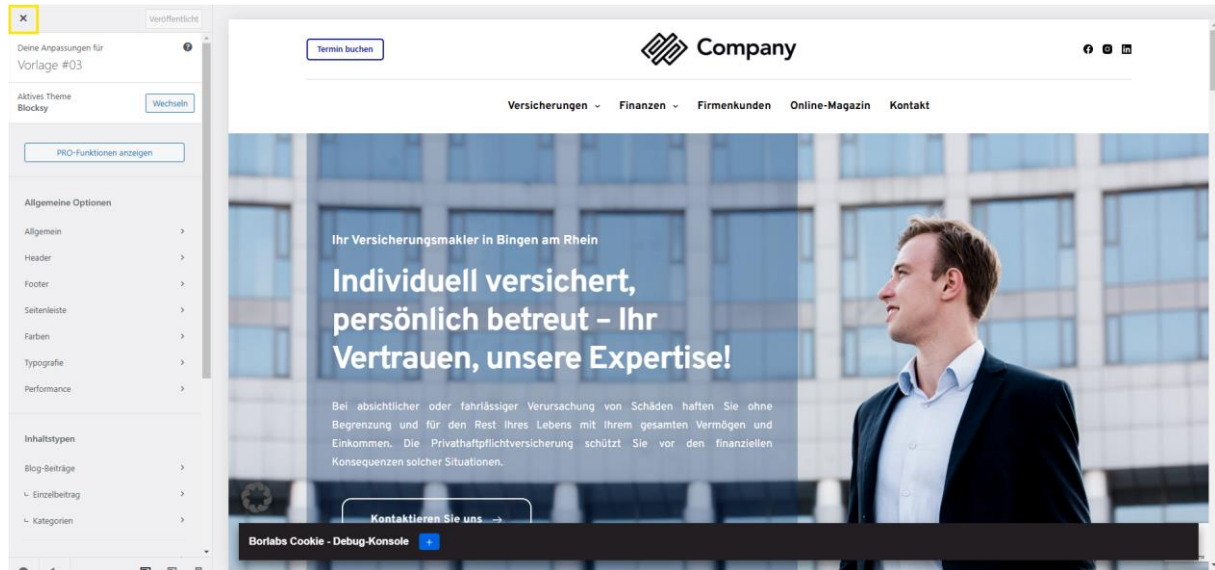 Veröffentlicht
Deine Anpassungen für
Vorlage #03
Aktives Theme
Blocksy
Wechseln
PRO-Funktionen anzeigen
Allgemeine Optionen
Allgemein
Header
Footer
Seitenleiste
Farben
Typografie
Performance
Inhaltstypen
Blog-Beiträge
Einzelbeitrag
Kategorien
Termin buchen
Company
Versicherungen Finanzen Firmenkunden Online-Magazin Kontakt
Ihr Versicherungsmakler in Bingen am Rhein
Individuell versichert,
persönlich betreut – Ihr
Vertrauen, unsere Expertise!
Bei absichtlicher oder fahrlässiger Verursachung von Schäden haften Sie ohne
Begrenzung und für den Rest Ihres Lebens mit Ihrem gesamten Vermögen und
Einkommen. Die Privathaftpflichtversicherung schützt Sie vor den finanziellen
Konsequenzen solcher Situationen.
Kontaktieren Sie uns →
Borlabs Cookie - Debug-Konsole +